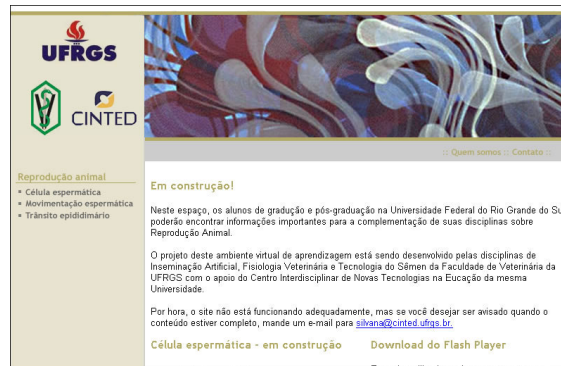 UFRGS
CINTED
:: Quem somos :: Contato ::
Reprodução animal
Célula espermática
Movimentação espermática
Trânsito epididimário
Em construção!
Neste espaço, os alunos de gradução e pós-graduação na Universidade Federal do Rio Grande do Su
poderão encontrar informações importantes para a complementação de suas disciplinas sobre
Reprodução Animal.
O projeto deste ambiente virtual de aprendizagem está sendo desenvolvido pelas disciplinas de
Inseminação Artificial, Fisiologia Veterinária e Tecnologia do Sêmen da Faculdade de Veterinária da
UFRGS com o apoio do Centro Interdisciplinar de Novas Tecnologias na Eucação da mesma
Universidade.
Por hora, o site não está funcionando adequadamente, mas se você desejar ser avisado quando o
conteúdo estiver completo, mande um e-mail para silvana@cinted.ufrgs.br.
Célula espermática - em construção
Download do Flash Player